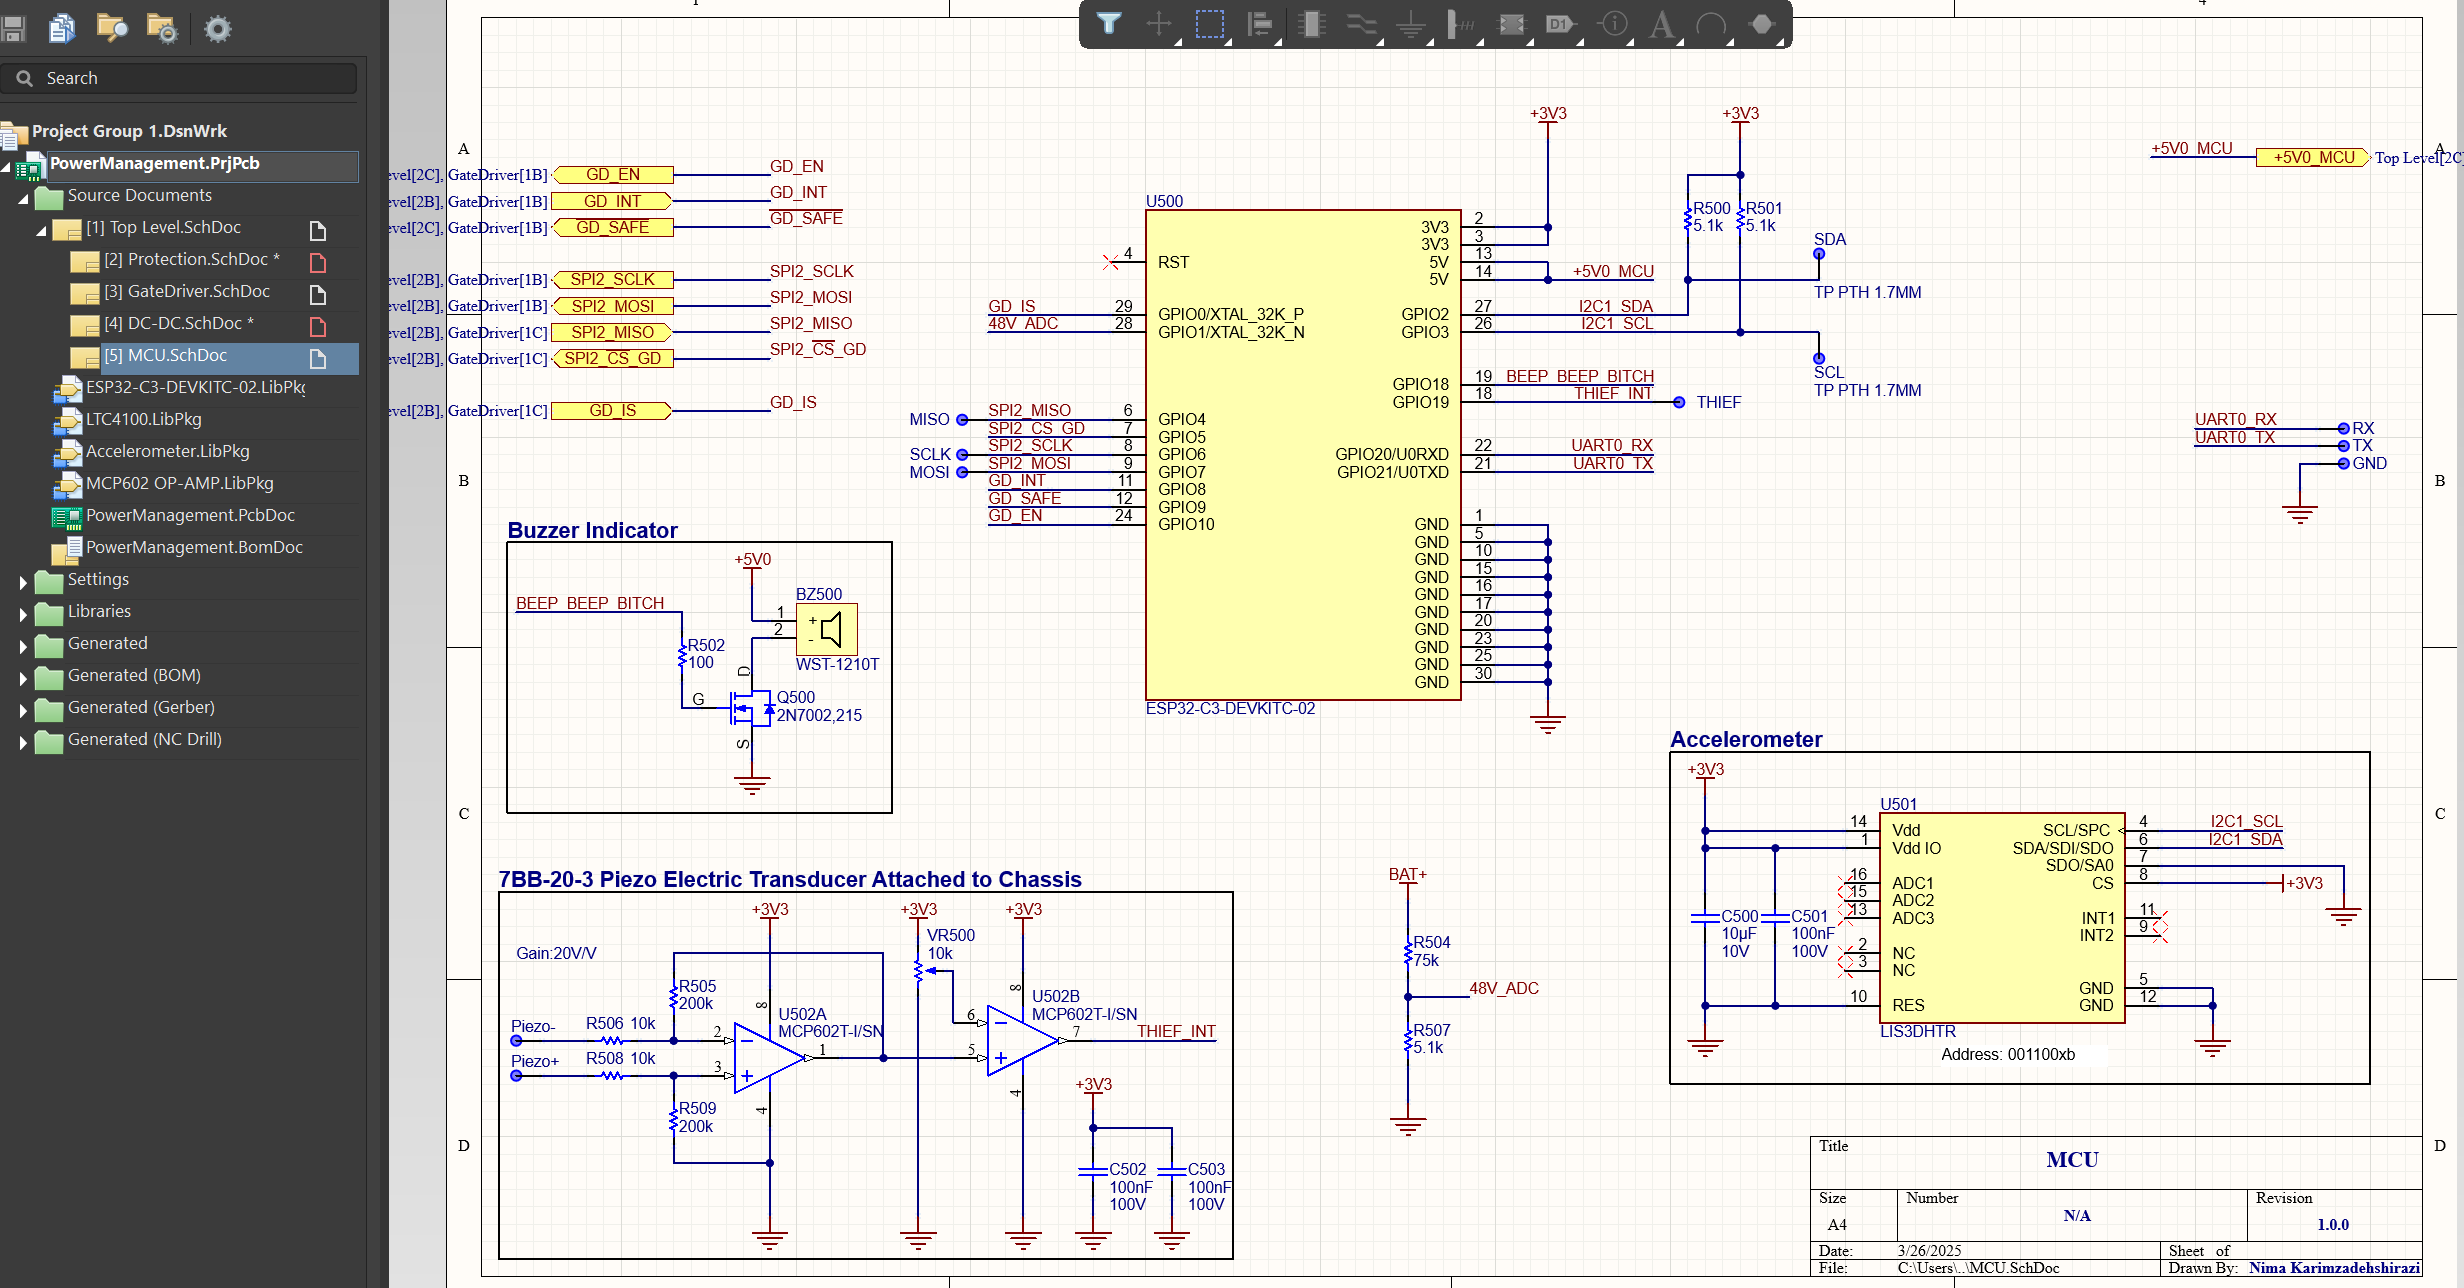 Search
Project Group 1.DsnWrk
PowerManagement.PrjPcb
Source Documents
[1] Top Level.SchDoc
[2] Protection.SchDoc *
[3] GateDriver.SchDoc
[4] DC-DC.SchDoc *
[5] MCU.SchDoc
ESP32-C3-DEVKITC-02.LibPkg
LTC4100.LibPkg
Accelerometer.LibPkg
MCP602 OP-AMP.LibPkg
PowerManagement.PcbDoc
PowerManagement.BomDoc
Settings
Libraries
Generated
Generated (BOM)
Generated (Gerber)
Generated (NC Drill)
D1
4
A
B
C
D
evel[2C], GateDriver[1B] GD_EN GD_EN
evel[2B], GateDriver[1B] GD_INT GD_INT
evel[2C], GateDriver[1B] GD_SAFE GD_SAFE
evel[2B], GateDriver[1B] SPI2_SCLK SPI2_SCLK
evel[2B], GateDriver[1B] SPI2_MOSI SPI2_MOSI
evel[2B], GateDriver[1C] SPI2_MISO SPI2_MISO
evel[2B], GateDriver[1C] SPI2_CS_GD SPI2_CS_GD
evel[2B], GateDriver[1C] GD_IS GD_IS
U500
4 RST
GD_IS 29 GPIO0/XTAL_32K_P
48V_ADC 28 GPIO1/XTAL_32K_N
MISO SPI2_MISO 6 GPIO4
SPI2_CS_GD 7 GPIO5
SCLK SPI2_SCLK 8 GPIO6
MOSI SPI2_MOSI 9 GPIO7
GD_INT 11 GPIO8
GD_SAFE 12 GPIO9
GD_EN 24 GPIO10
+3V3
3V3 2
3V3 3
5V 13
5V 14 +5V0_MCU
GPIO2 27 I2C1_SDA
GPIO3 26 I2C1_SCL
GPIO18 19 BEEP_BEEP_BITCH
GPIO19 18 THIEF_INT THIEF
GPIO20/U0RXD 22 UART0_RX
GPIO21/U0TXD 21 UART0_TX
GND 1
GND 5
GND 10
GND 15
GND 16
GND 17
GND 20
GND 23
GND 25
GND 30
ESP32-C3-DEVKITC-02
+3V3
R500 R501
5.1k 5.1k
SDA
TP PTH 1.7MM
SCL
TP PTH 1.7MM
+5V0_MCU +5V0_MCU Top Level[2C
A
UART0_RX RX
UART0_TX TX
GND
B
C
D
Buzzer Indicator
+5V0
BEEP_BEEP_BITCH
BZ500
1 +
2 -
WST-1210T
R502
100
D
G
S
Q500
2N7002,215
7BB-20-3 Piezo Electric Transducer Attached to Chassis
Gain:20V/V
+3V3 +3V3 +3V3
VR500
10k
R505
200k
Piezo- R506 10k 2
Piezo+ R508 10k 3
R509
200k
8
U502A
MCP602T-I/SN
1
4
8
U502B
MCP602T-I/SN
6
5
7 THIEF_INT
4
+3V3
C502 C503
100nF 100nF
100V 100V
BAT+
R504
75k
48V_ADC
R507
5.1k
Accelerometer
+3V3
U501
14 Vdd
1 Vdd IO
16 ADC1
15 ADC2
13 ADC3
2 NC
3 NC
10 RES
C500 C501
10µF 100nF
10V 100V
SCL/SPC 4 I2C1_SCL
SDA/SDI/SDO 6 I2C1_SDA
SDO/SA0 7
CS 8 +3V3
INT1 11
INT2 9
GND 5
GND 12
LIS3DHTR
Address: 001100xb
Title
MCU
Size Number Revision
A4 N/A 1.0.0
Date: 3/26/2025 Sheet of
File: C:\Users\..\MCU.SchDoc Drawn By: Nima Karimzadehshirazi